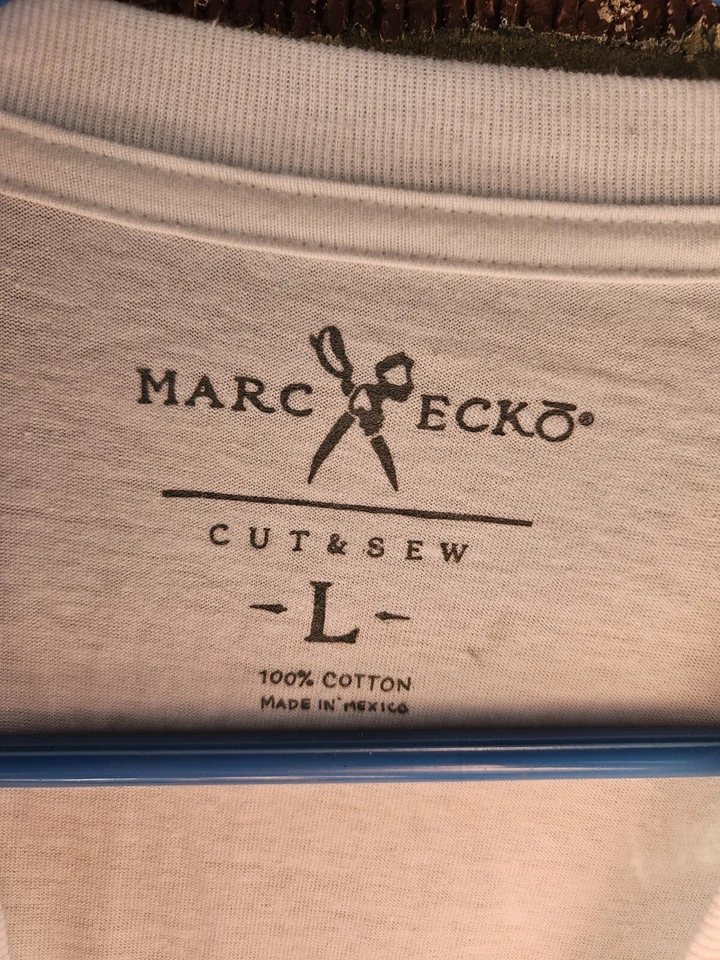 MARC ECKŌ®
CUT & SEW
- L -
100% COTTON
MADE IN MEXICO